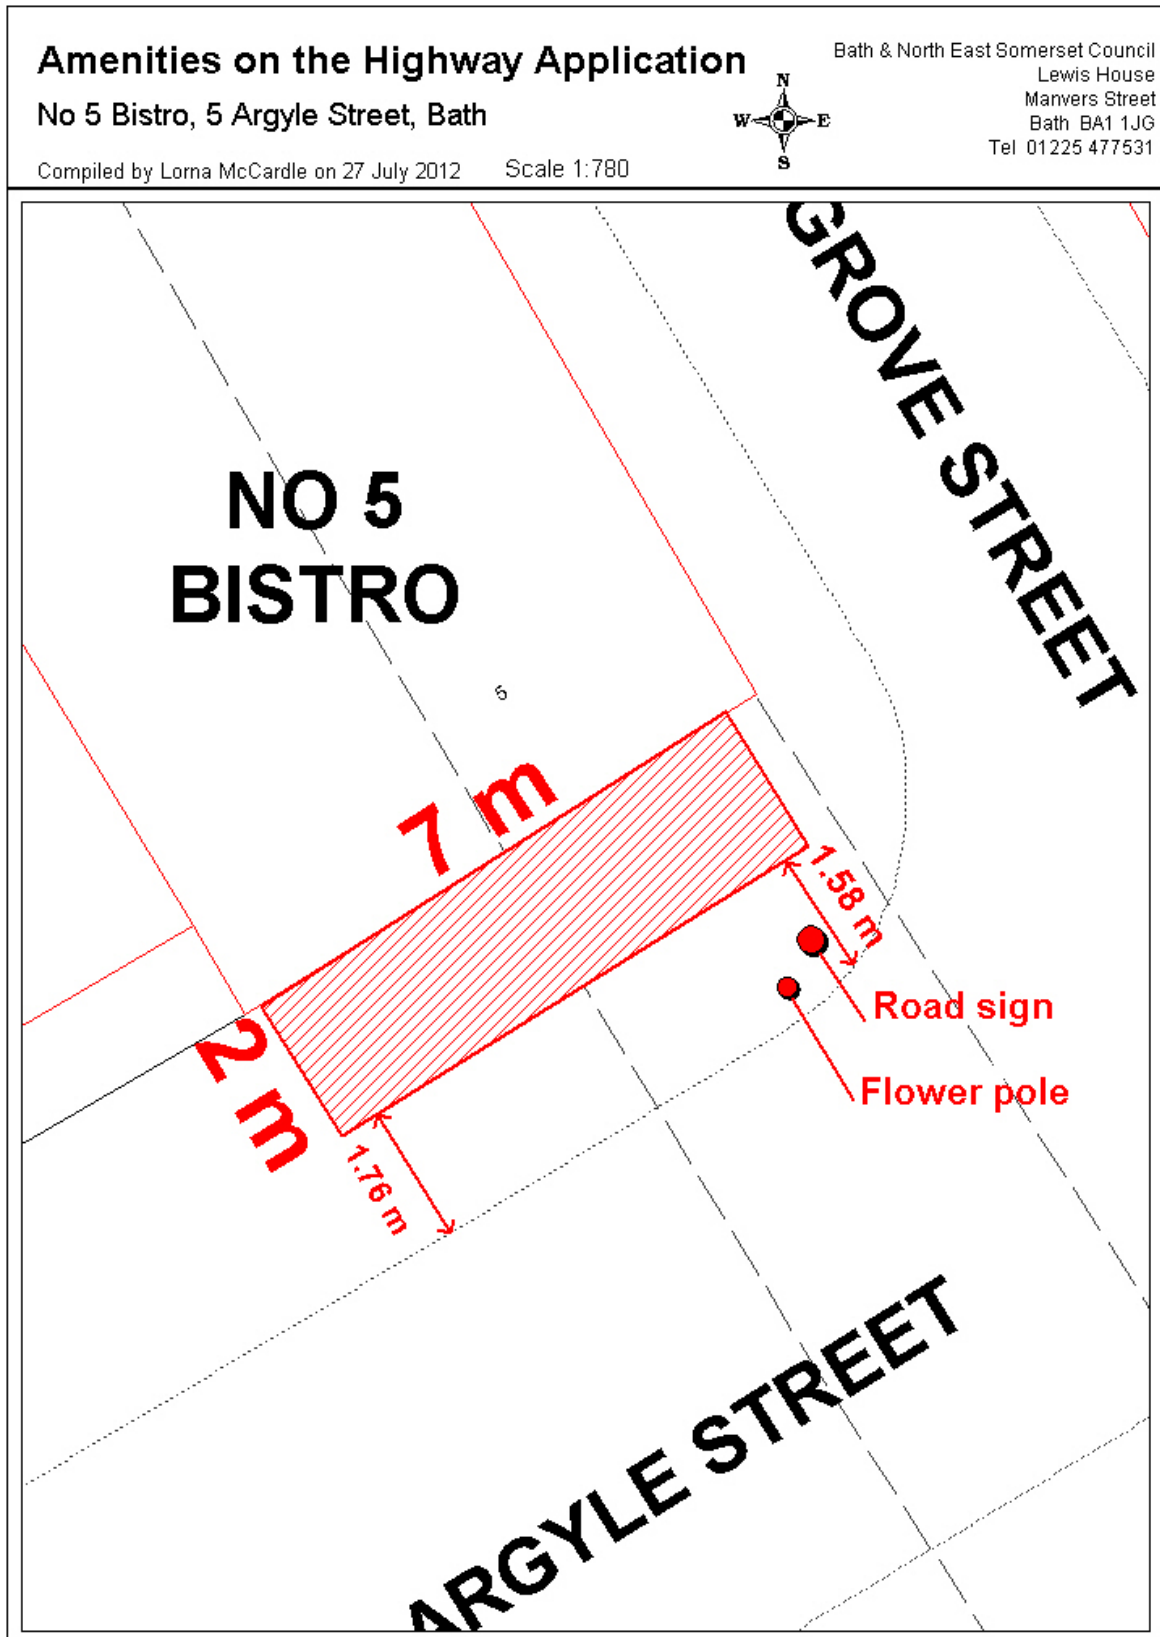 Amenities on the Highway Application
No 5 Bistro, 5 Argyle Street, Bath
Compiled by Lorna McCardle on 27 July 2012
Scale 1:780
N
W
E
S
Bath & North East Somerset Council
Lewis House
Manvers Street
Bath BA1 1JG
Tel 01225 477531
GROVE STREET
NO 5
BISTRO
5
7 m
1.58 m
Road sign
2 m
Flower pole
1.76 m
ARGYLE STREET